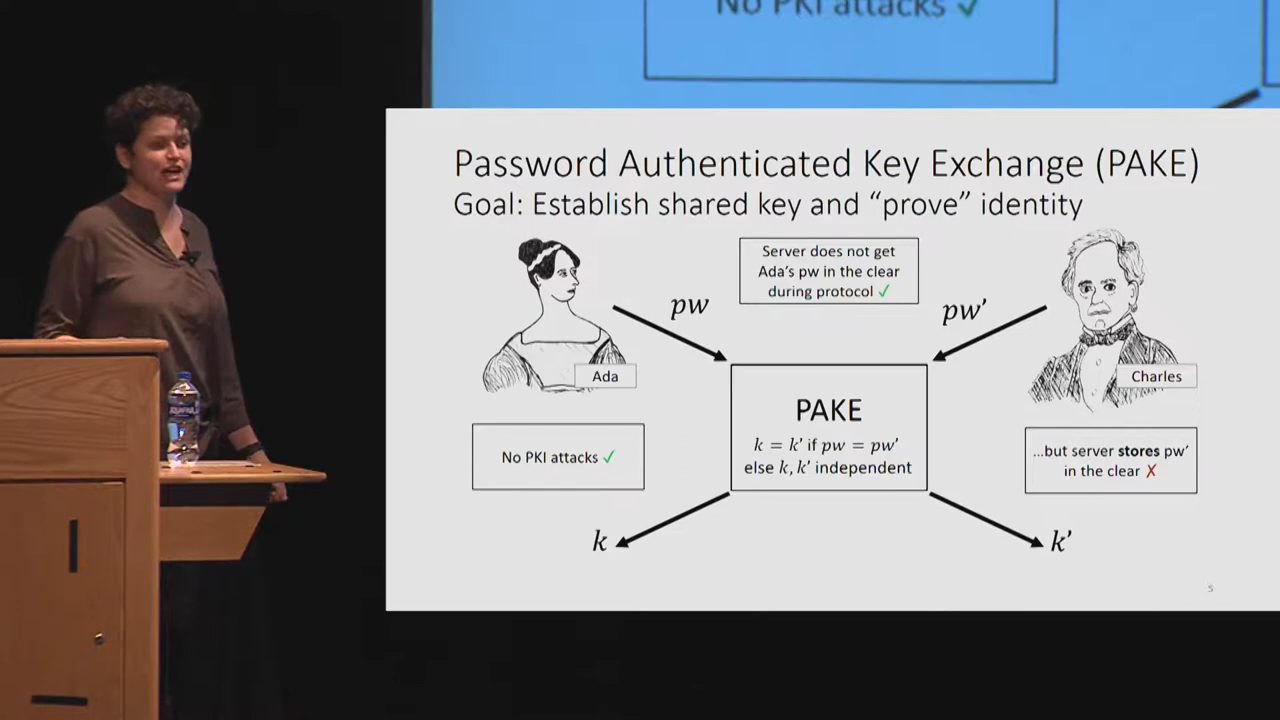 No PKI attacks ✓
Password Authenticated Key Exchange (PAKE)
Goal: Establish shared key and “prove” identity
Server does not get
Ada's pw in the clear
during protocol ✓
pw
pw’
Ada
Charles
PAKE
k = k’ if pw = pw’
else k, k’ independent
No PKI attacks ✓
...but server stores pw’
in the clear ✗
k
k’
5
AQUAFINA